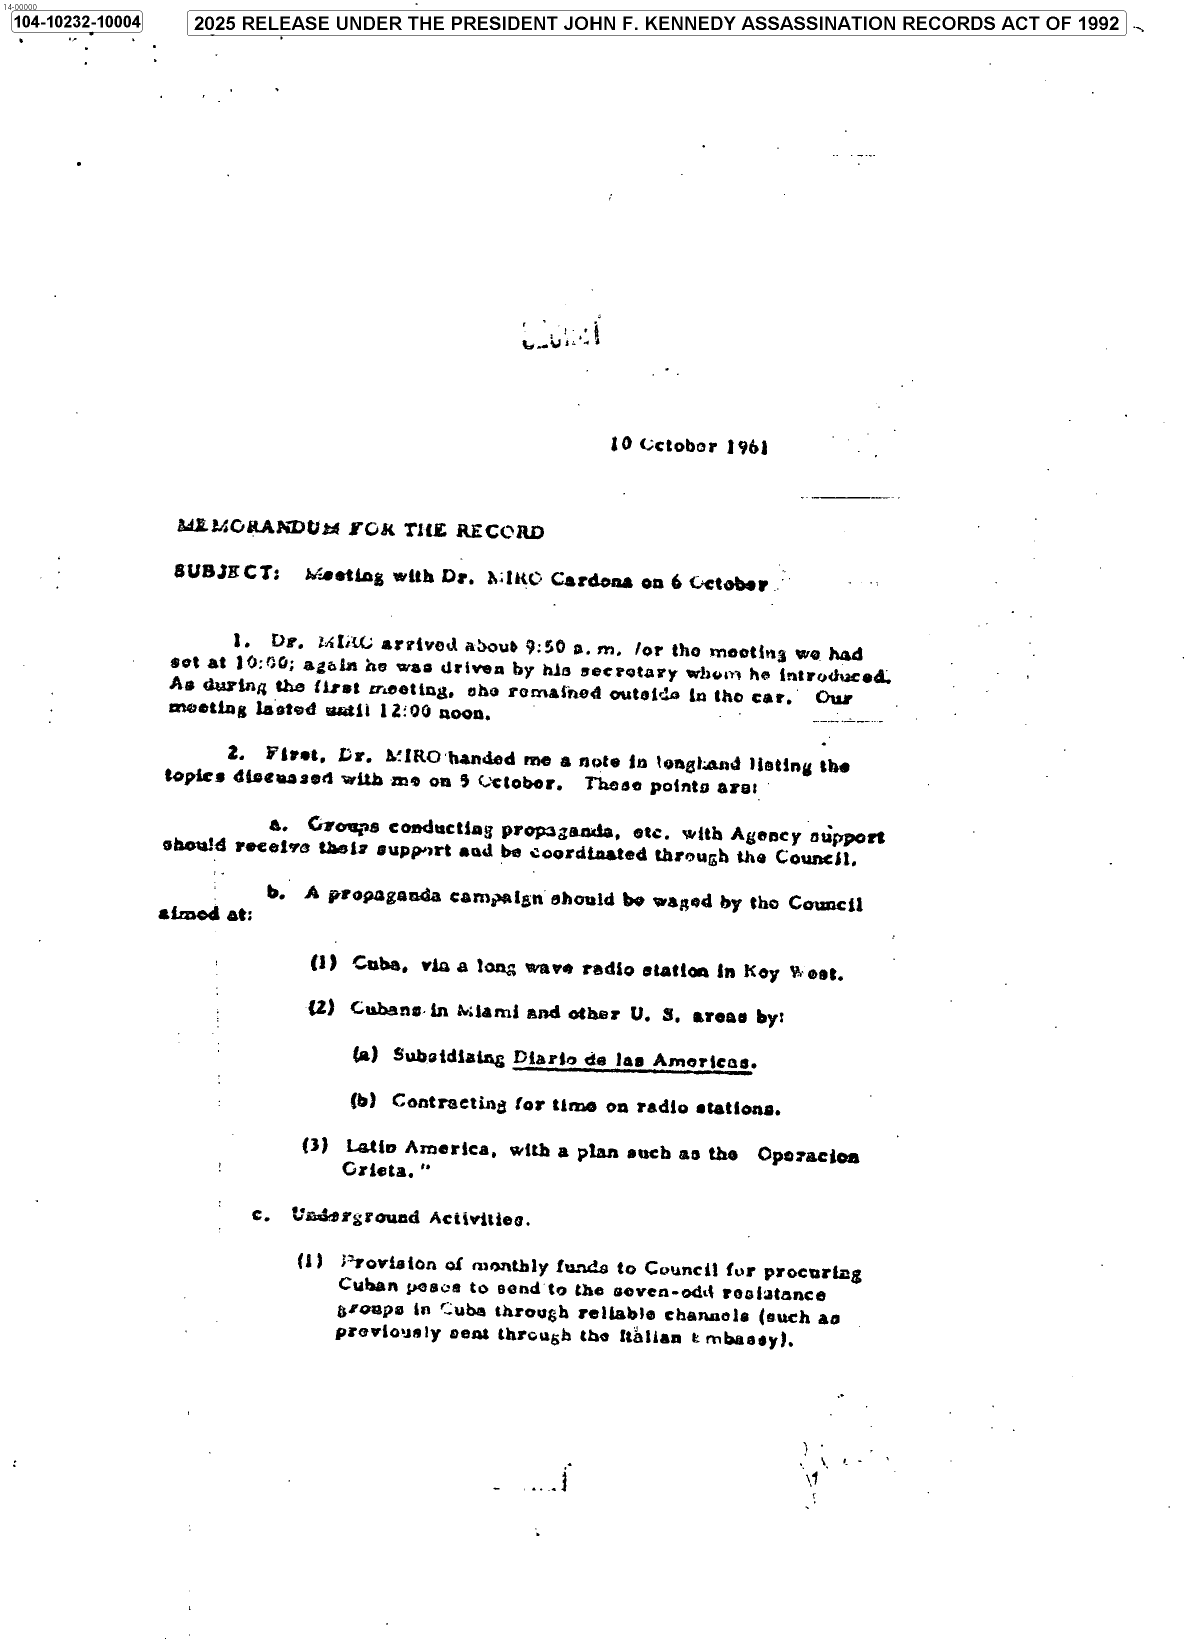 14-00000
104-10232-10004
2025 RELEASE UNDER THE PRESIDENT JOHN F. KENNEDY ASSASSINATION RECORDS ACT OF 1992
10 October 1961
MEMORANDUM FOR THE RECORD
SUBJECT: Meeting with Dr. MIRO Cardona on 6 October
1. Dr. MIRO arrived about 9:50 a. m. for the meeting we had
set at 10:00; again he was driven by his secretary whom he introduced.
As during the first meeting, she remained outside in the car. Our
meeting lasted until 12:00 noon.
2. First, Dr. MIRO handed me a note in longhand listing the
topics discussed with me on 5 October. These points are:
a. Groups conducting propaganda, etc. with Agency support
should receive their support and be coordinated through the Council.
b. A propaganda campaign should be waged by the Council
aimed at:
(1) Cuba, via a long wave radio station in Key West.
(2) Cubans in Miami and other U. S. areas by:
(a) Subsidizing Diario de las Americas.
(b) Contracting for time on radio stations.
(3) Latin America, with a plan such as the Operacion
Grieta."
c. Underground Activities.
(1) Provision of monthly funds to Council for procuring
Cuban pesos to send to the seven-odd resistance
groups in Cuba through reliable channels (such as
previously sent through the Italian Embassy).